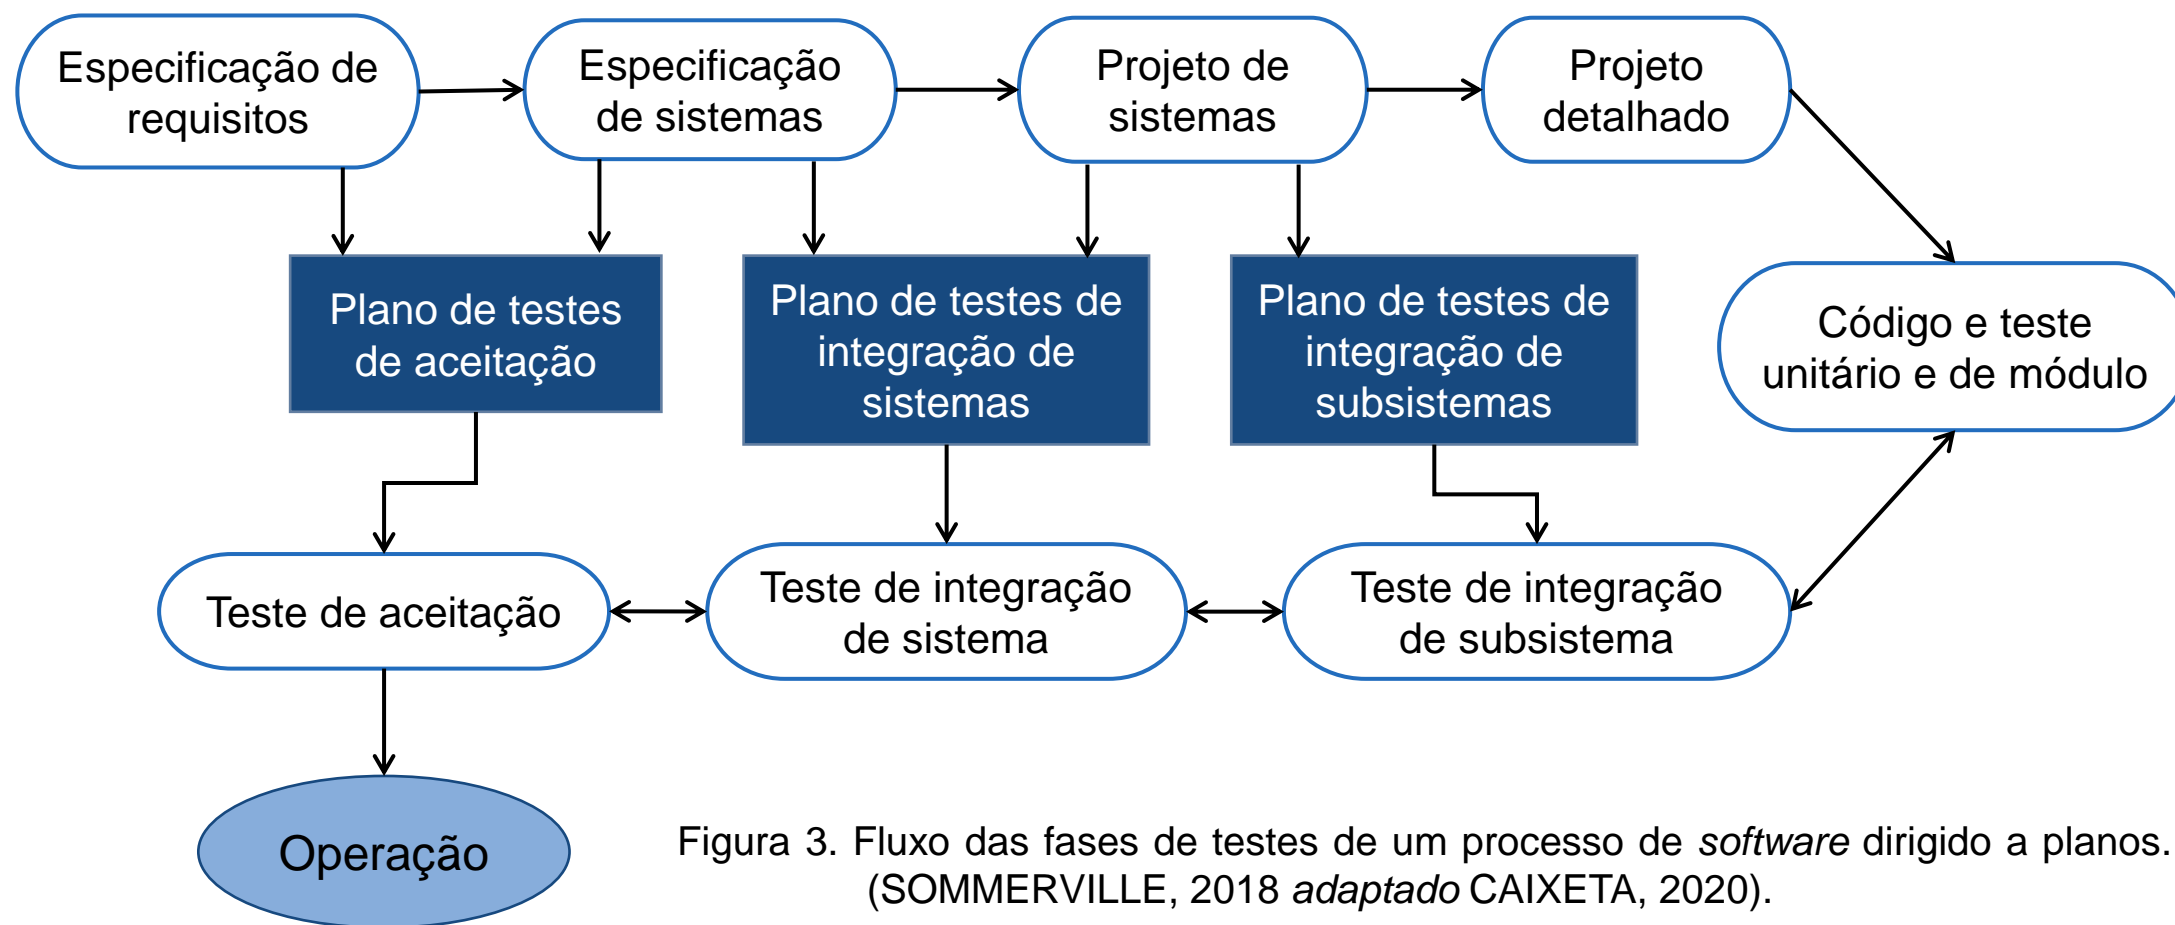 Especificação de
requisitos
Especificação
de sistemas
Projeto de
sistemas
Projeto
detalhado
Plano de testes
de aceitação
Plano de testes de
integração de
sistemas
Plano de testes de
integração de
subsistemas
Código e teste
unitário e de módulo
Teste de aceitação
Teste de integração
de sistema
Teste de integração
de subsistema
Operação
Figura 3. Fluxo das fases de testes de um processo de software dirigido a planos.
(SOMMERVILLE, 2018 adaptado CAIXETA, 2020).